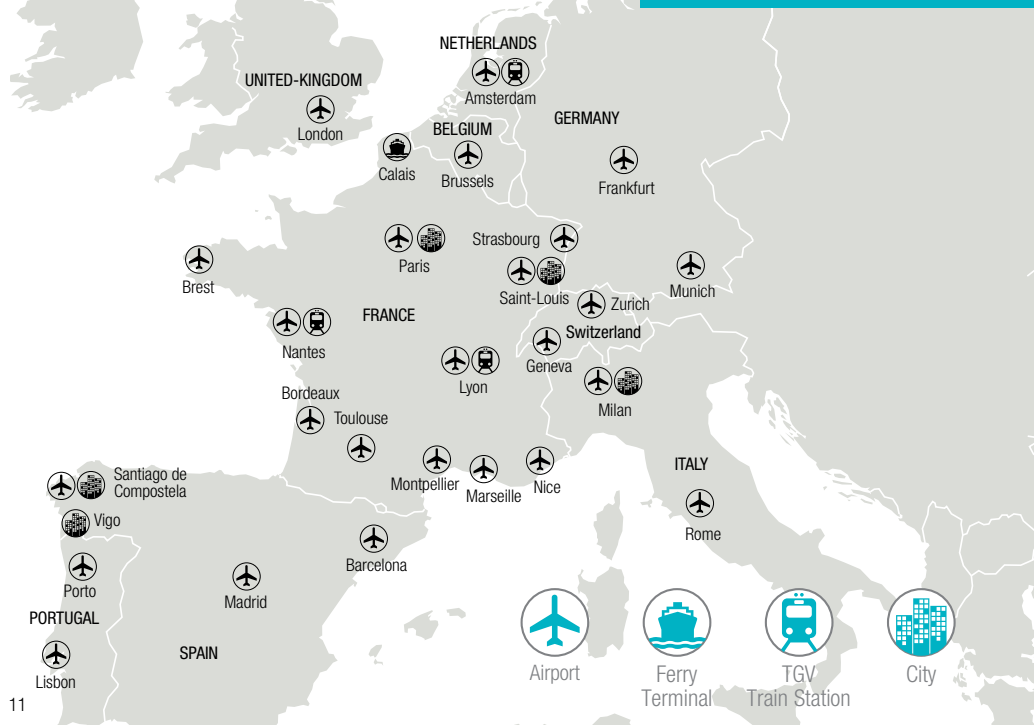 NETHERLANDS
Amsterdam
UNITED-KINGDOM
London
BELGIUM
Brussels
GERMANY
Frankfurt
Calais
Paris
Strasbourg
Saint-Louis
Munich
Brest
Zurich
Switzerland
Geneva
FRANCE
Nantes
Lyon
Milan
Bordeaux
Toulouse
Montpellier
Marseille
Nice
ITALY
Rome
Santiago de
Compostela
Vigo
Porto
Barcelona
Madrid
PORTUGAL
Lisbon
SPAIN
Airport
Ferry
Terminal
TGV
Train Station
City
11